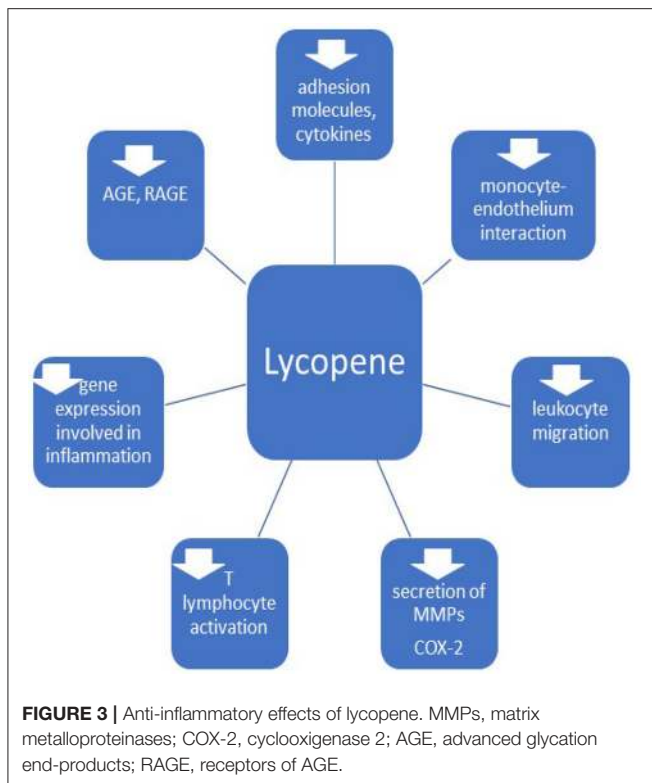 adhesion
molecules,
cytokines
AGE, RAGE
monocyte-
endothelium
interaction
Lycopene
gene
expression
involved in
inflammation
leukocyte
migration
T
lymphocyte
activation
secretion of
MMPs
COX-2
FIGURE 3 | Anti-inflammatory effects of lycopene. MMPs, matrix
metalloproteinases; COX-2, cyclooxigenase 2; AGE, advanced glycation
end-products; RAGE, receptors of AGE.